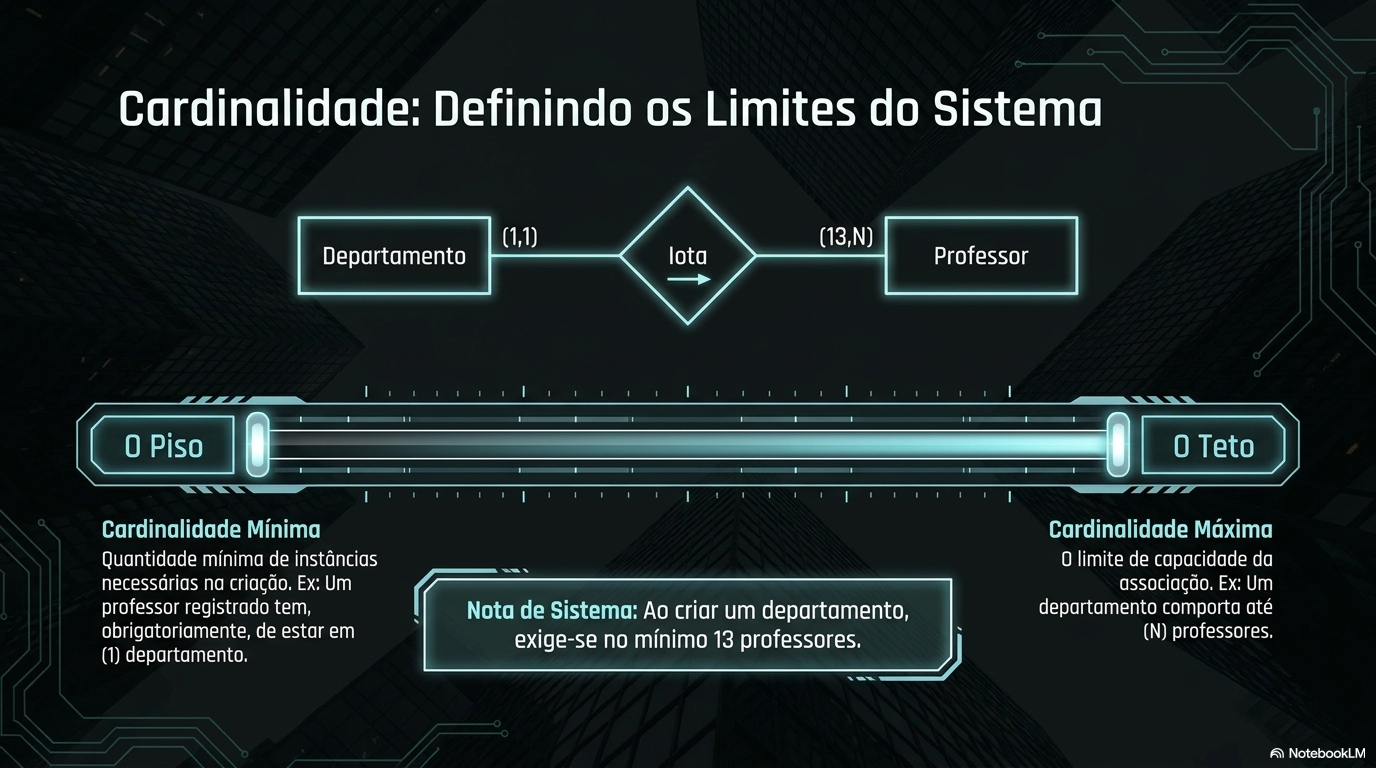 Cardinalidade: Definindo os Limites do Sistema
Departamento
(1,1)
lota
(13,N)
Professor
O Piso
O Teto
Cardinalidade Mínima
Quantidade mínima de instâncias
necessárias na criação. Ex: Um
professor registrado tem,
obrigatoriamente, de estar em
(1) departamento.
Nota de Sistema: Ao criar um departamento,
exige-se no mínimo 13 professores.
Cardinalidade Máxima
O limite de capacidade da
associação. Ex: Um
departamento comporta até
(N) professores.
NotebookLM